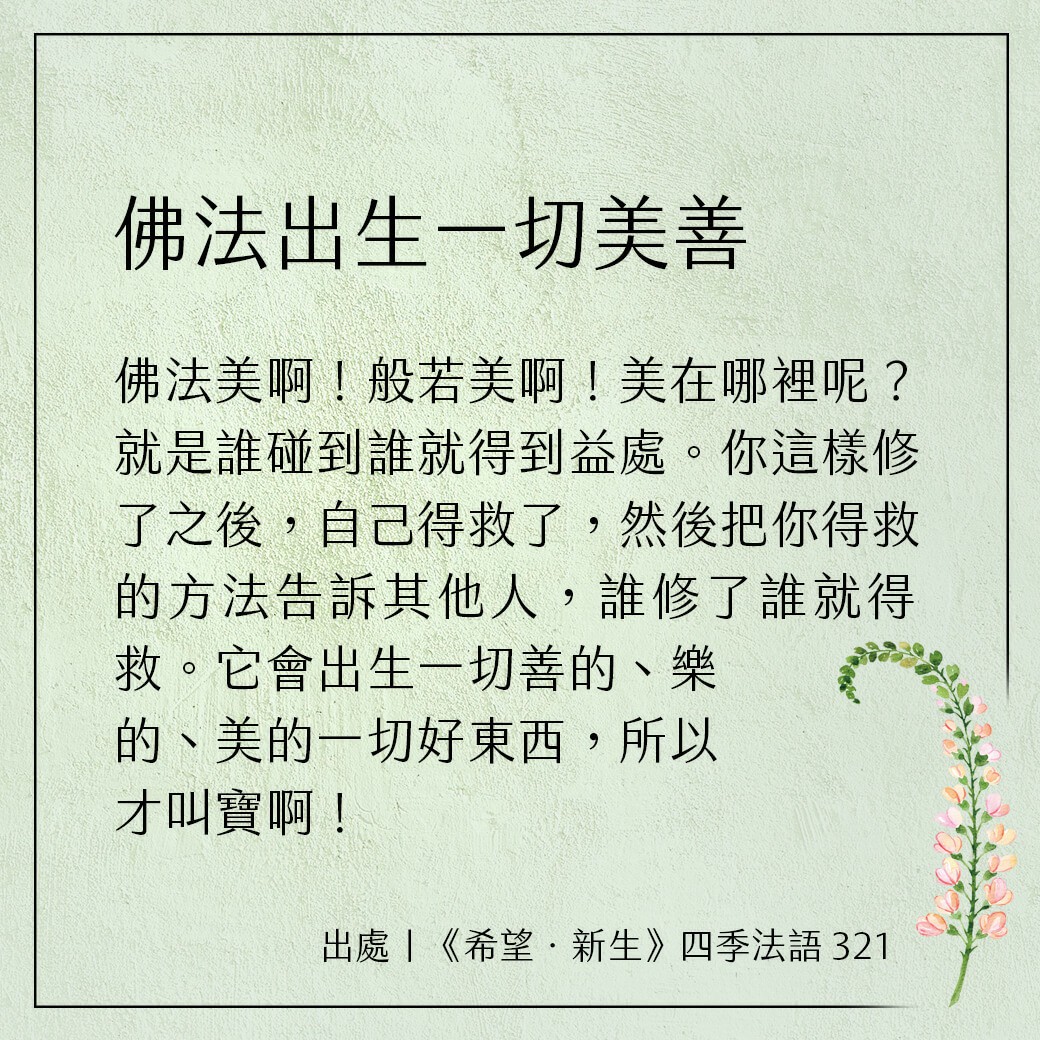 佛法出生一切美善
佛法美啊！般若美啊！美在哪裡呢？
就是誰碰到誰就得到益處。你這樣修
了之後，自己得救了，然後把你得救
的方法告訴其他人，誰修了誰就得
救。它會出生一切善的、樂
的、美的一切好東西，所以
才叫寶啊！
出處｜《希望．新生》四季法語 321